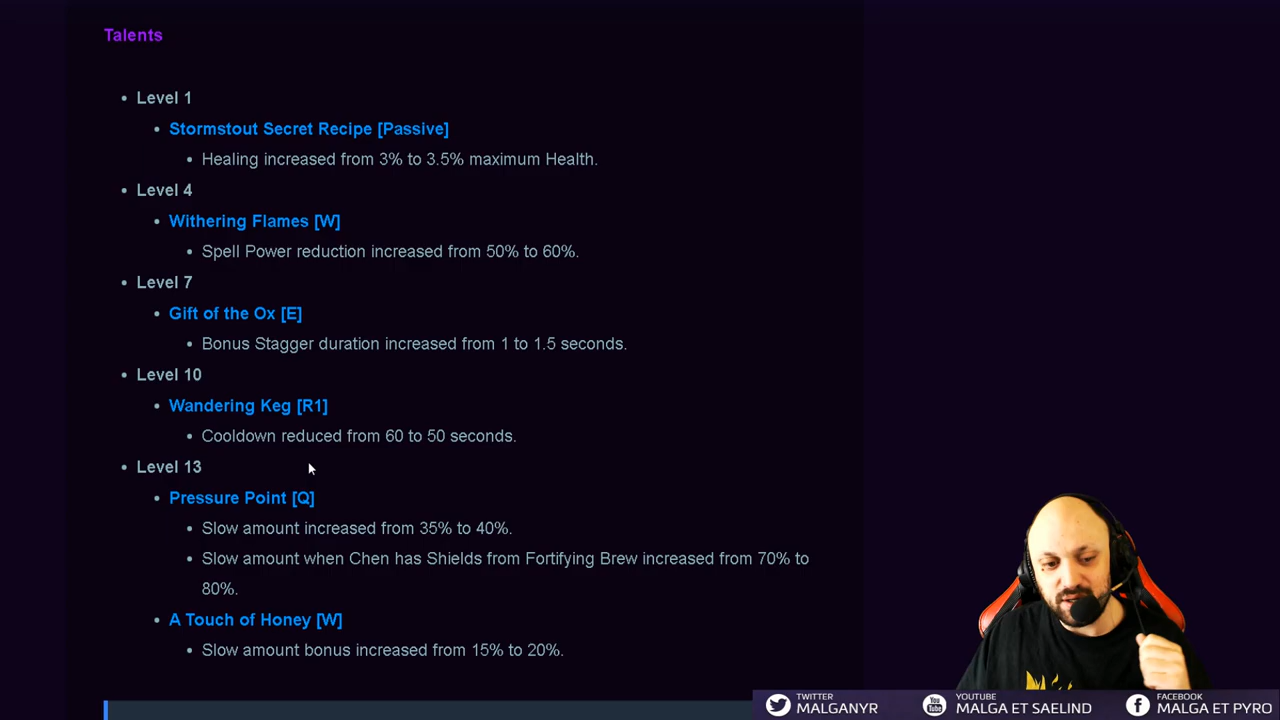 Talents
• Level 1
• Stormstout Secret Recipe [Passive]
• Healing increased from 3% to 3.5% maximum Health.
• Level 4
• Withering Flames [W]
• Spell Power reduction increased from 50% to 60%.
• Level 7
• Gift of the Ox [E]
• Bonus Stagger duration increased from 1 to 1.5 seconds.
• Level 10
• Wandering Keg [R1]
• Cooldown reduced from 60 to 50 seconds.
• Level 13
• Pressure Point [Q]
• Slow amount increased from 35% to 40%.
• Slow amount when Chen has Shields from Fortifying Brew increased from 70% to
80%.
• A Touch of Honey [W]
• Slow amount bonus increased from 15% to 20%.
TWITTER
MALGANYR
You Tube
YOUTUBE
MALGA ET SAELIND
FACEBOOK
MALGA ET PYRO